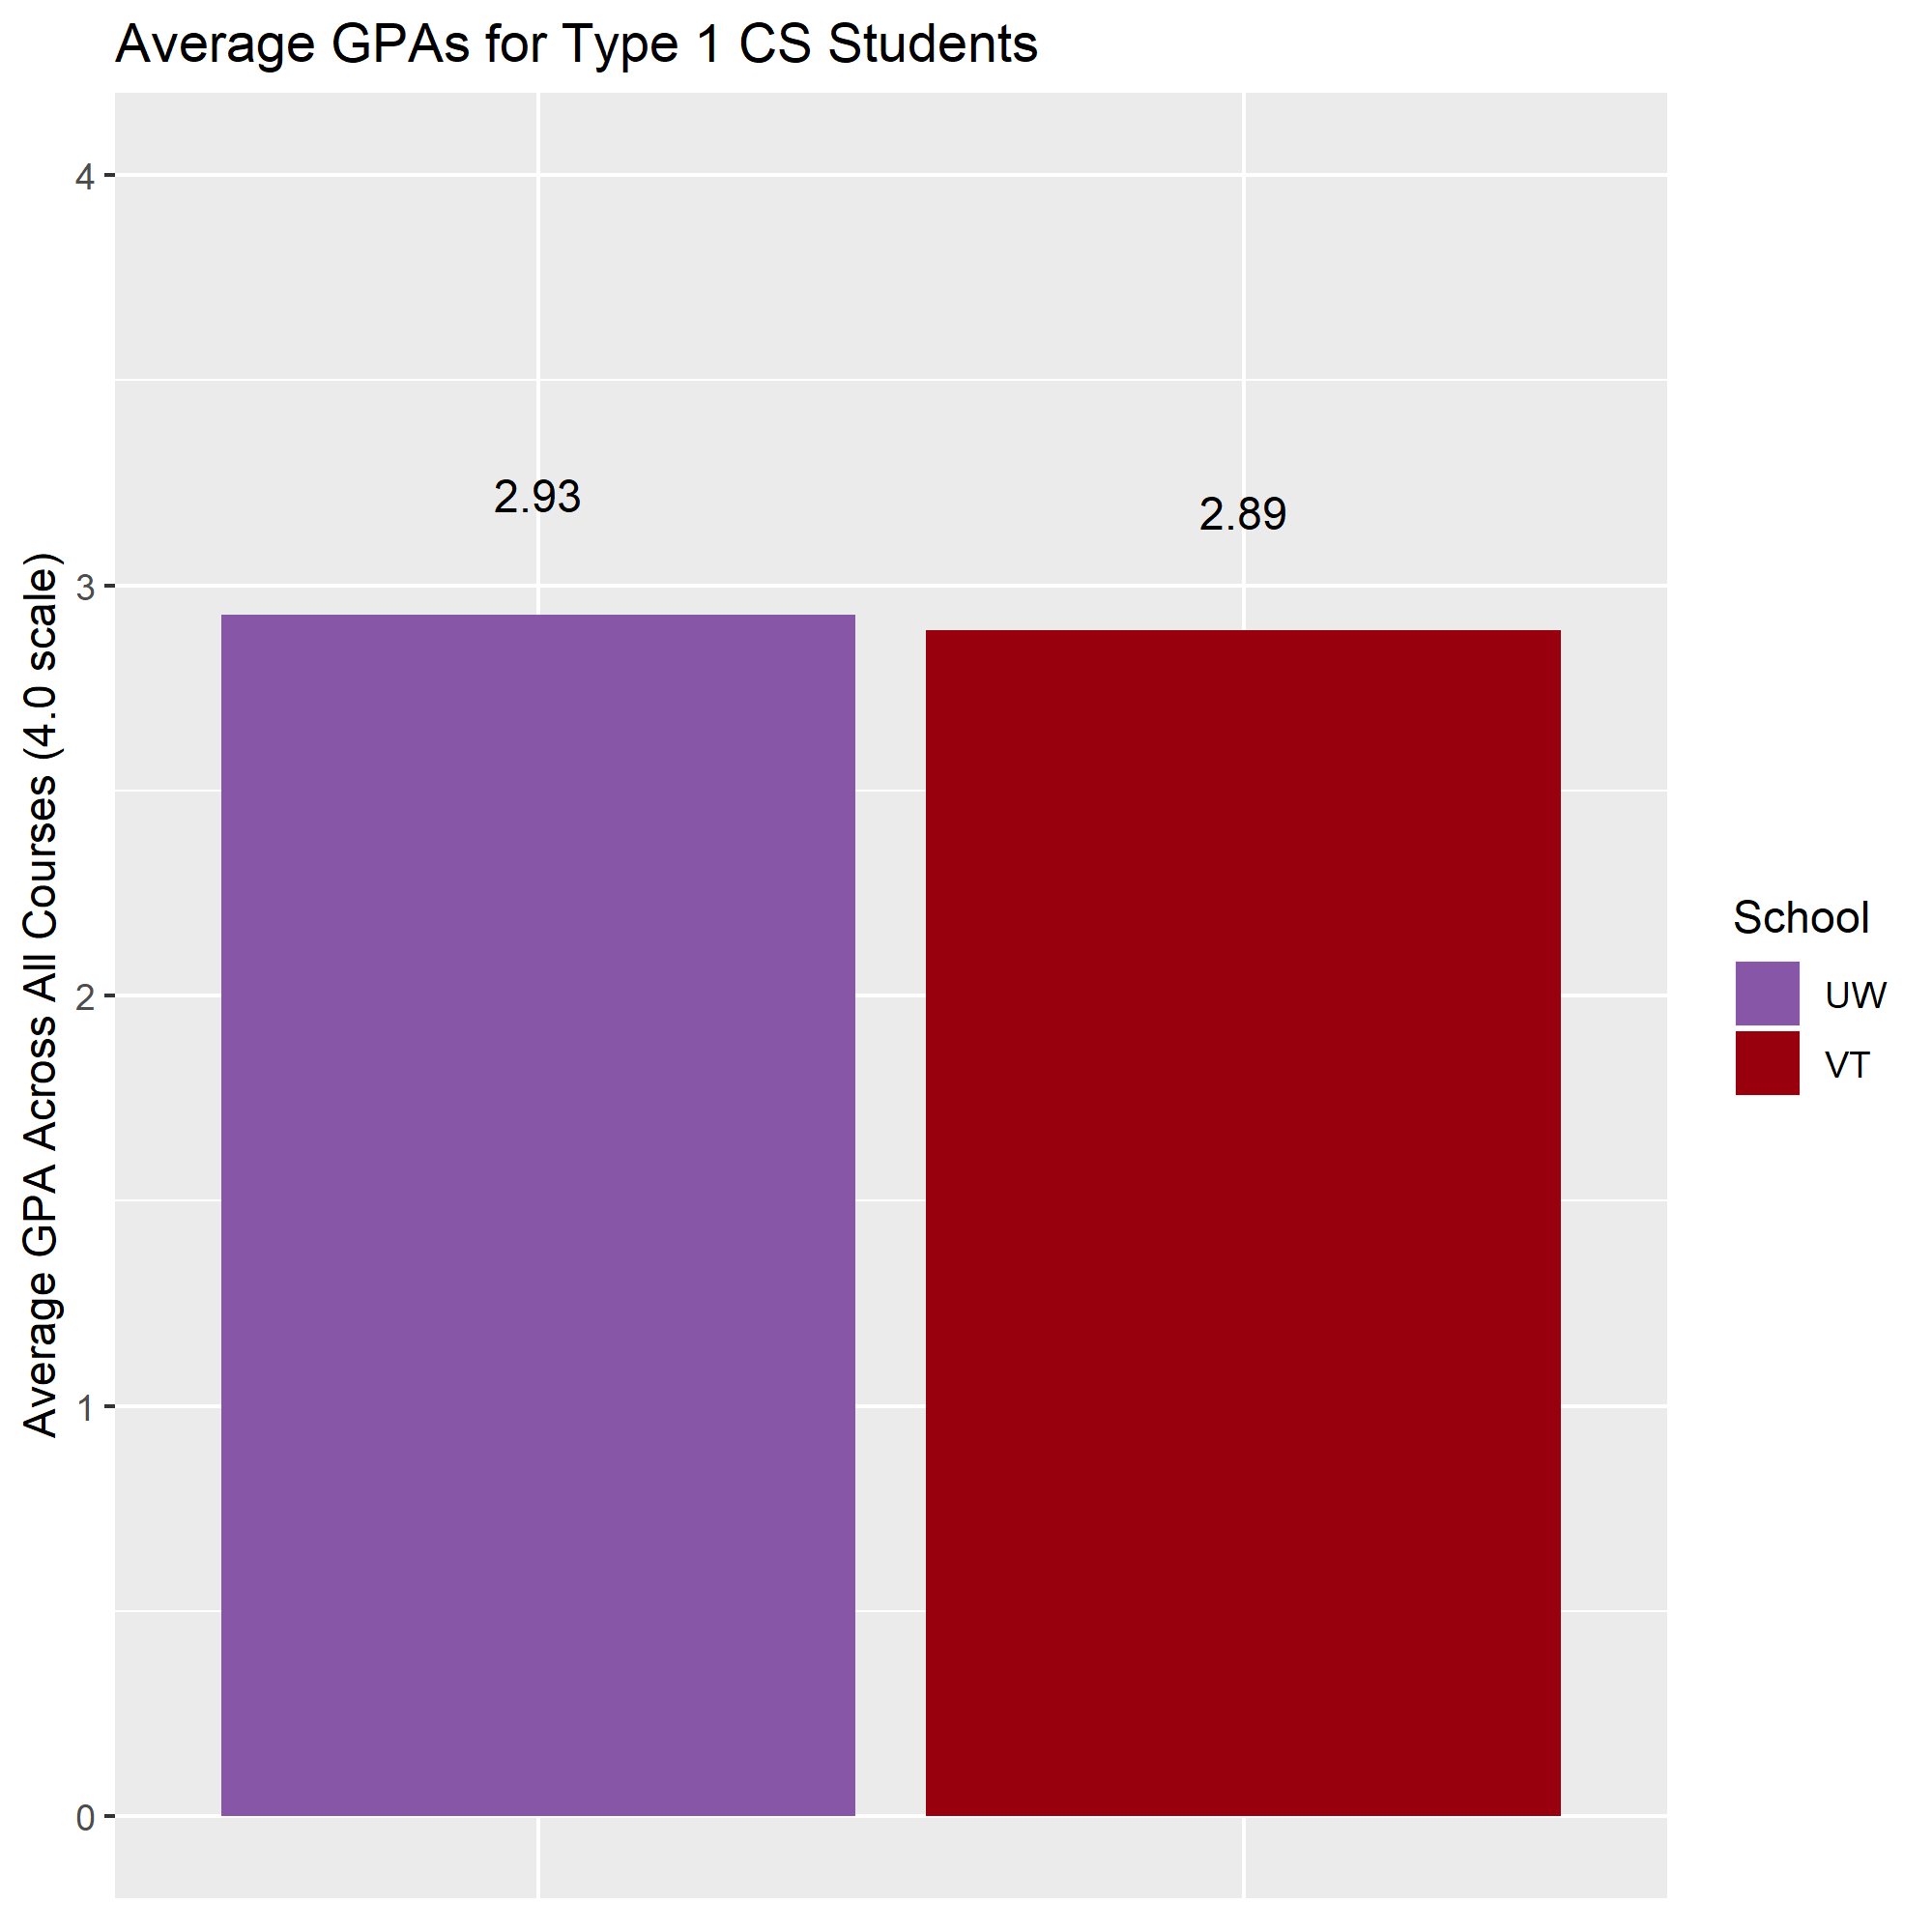 Average GPAs for Type 1 CS Students
Average GPA Across All Courses (4.0 scale)
4
3
2
1
0
2.93
2.89
School
UW
VT